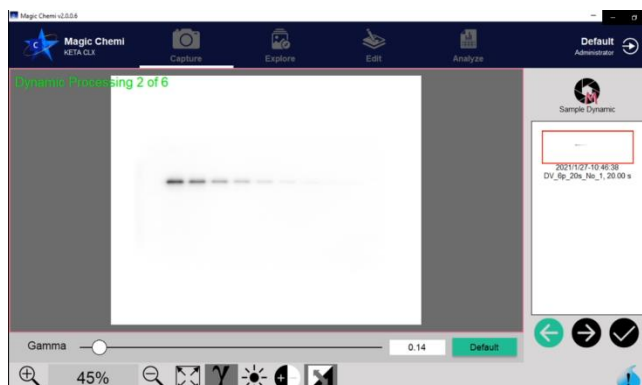 Magic Chemi v2.0.0.6
Magic Chemi
KETA CLX
Capture
Explore
Edit
Analyze
Default
Administrator
Dynamic Processing 2 of 6
Sample Dynamic
2021/1/27-10:46:38
DV_6p_20s_No_1, 20.00 s
Gamma
0.14
Default
45%